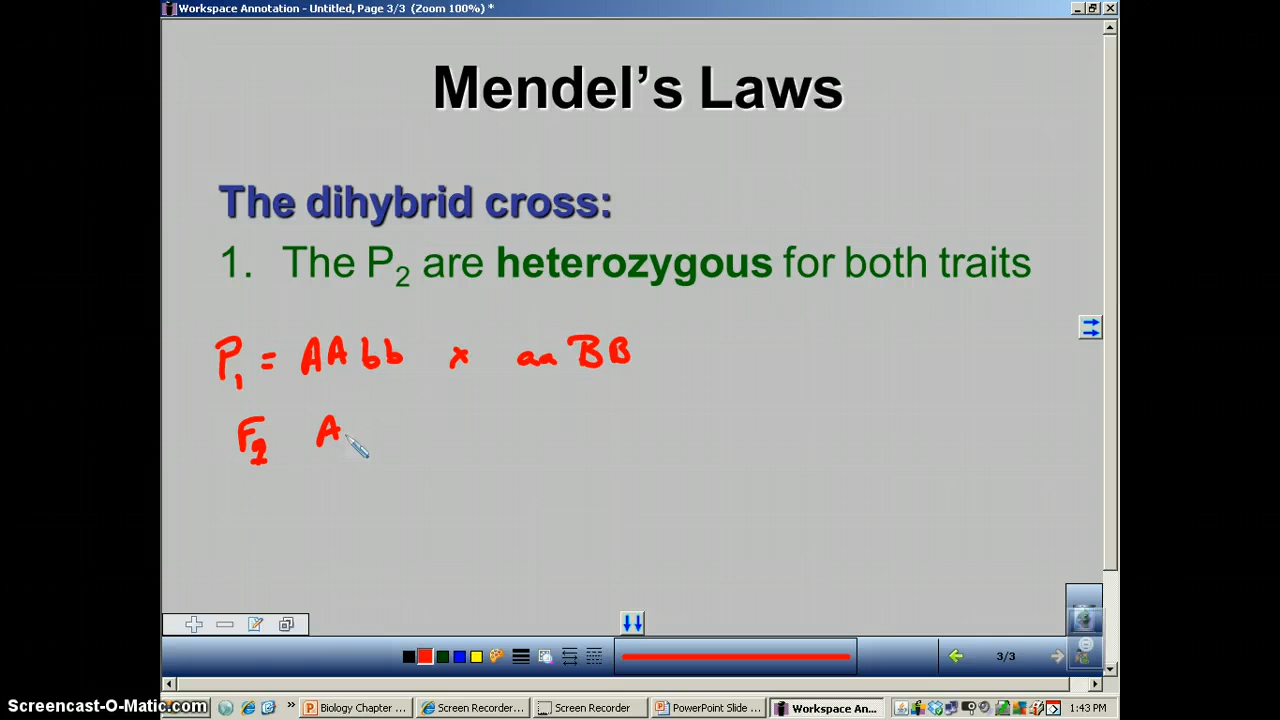 Workspace Annotation - Untitled, Page 3/3 (Zoom 100%) *
Mendel's Laws
The dihybrid cross:
1. The P2 are heterozygous for both traits
P1 = AAbb x aaBB
F2 A
3/3
Screencast-O-Matic.com
»
Biology Chapter ...
Screen Recorder...
Screen Recorder
PowerPoint Slide ...
Workspace Ann...
1:43 PM